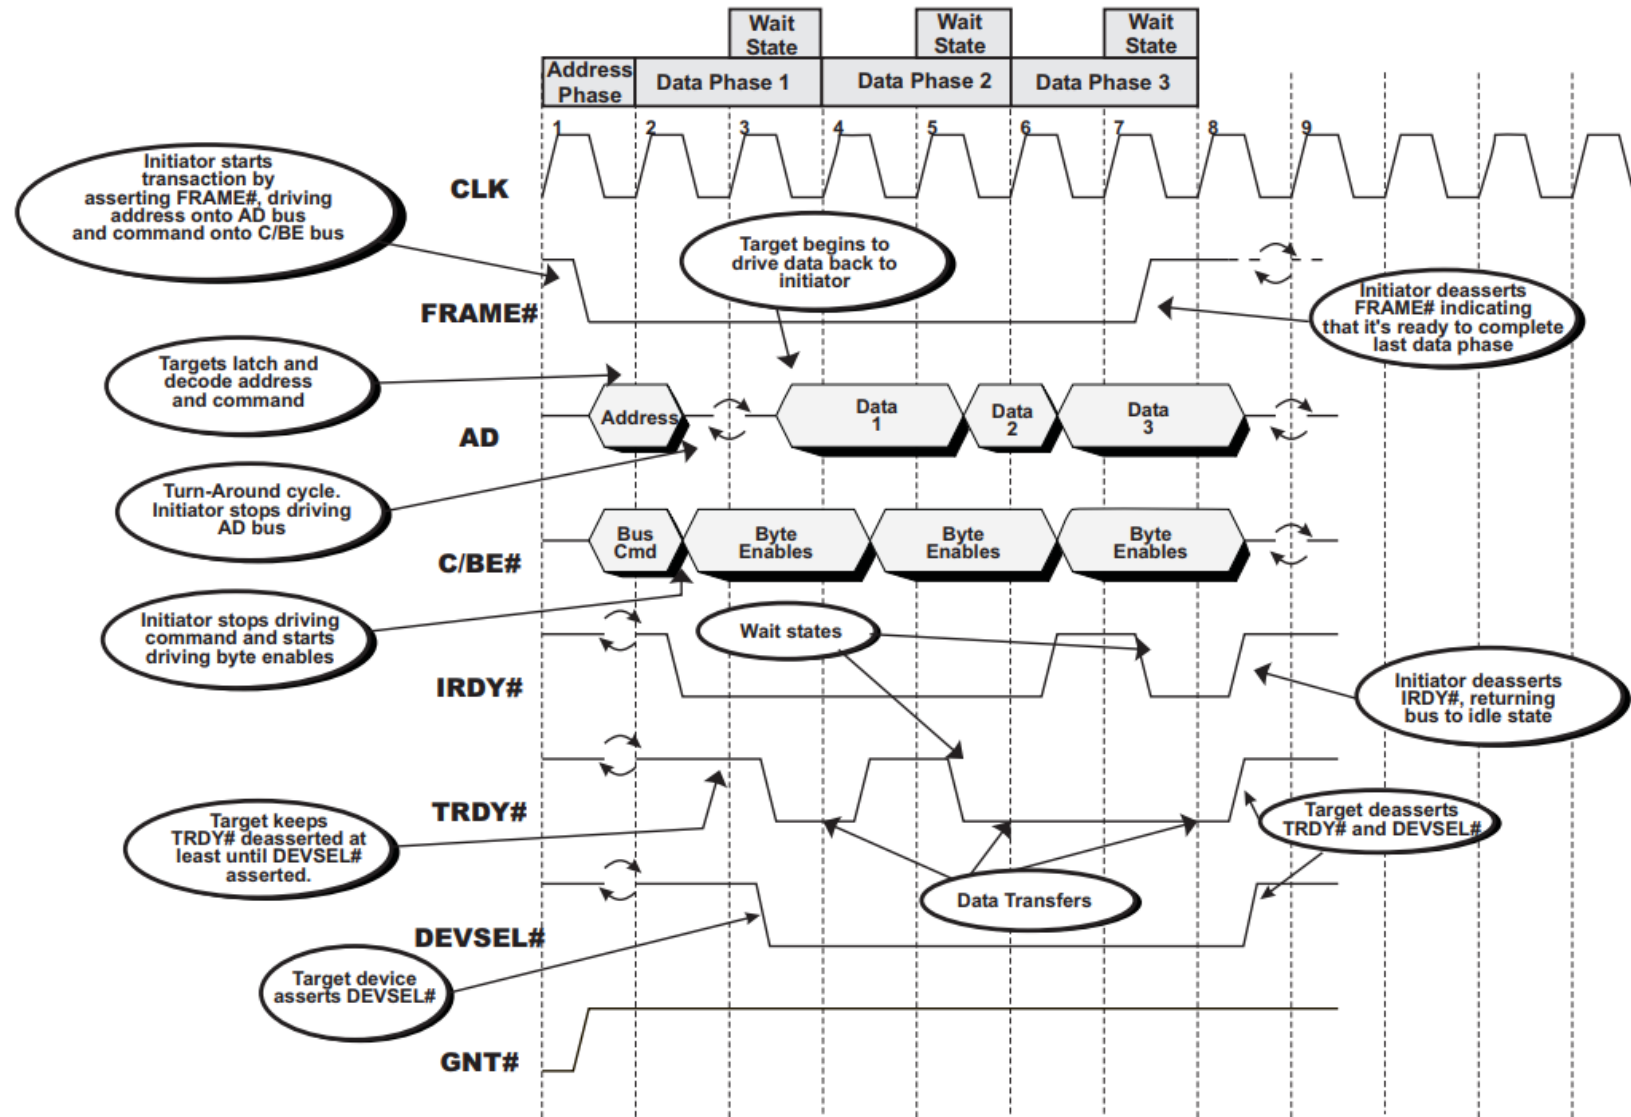 Wait
State
Wait
State
Wait
State
Address
Phase
Data Phase 1
Data Phase 2
Data Phase 3
1
2
3
4
5
6
7
8
9
CLK
Initiator starts
transaction by
asserting FRAME#, driving
address onto AD bus
and command onto C/BE bus
Target begins to
drive data back to
initiator
FRAME#
Initiator deasserts
FRAME# indicating
that it's ready to complete
last data phase
Targets latch and
decode address
and command
AD
Address
Data
1
Data
2
Data
3
Turn-Around cycle.
Initiator stops driving
AD bus
C/BE#
Bus
Cmd
Byte
Enables
Byte
Enables
Byte
Enables
Initiator stops driving
command and starts
driving byte enables
Wait states
IRDY#
Initiator deasserts
IRDY#, returning
bus to idle state
TRDY#
Target keeps
TRDY# deasserted at
least until DEVSEL#
asserted.
Target deasserts
TRDY# and DEVSEL#
Data Transfers
DEVSEL#
Target device
asserts DEVSEL#
GNT#